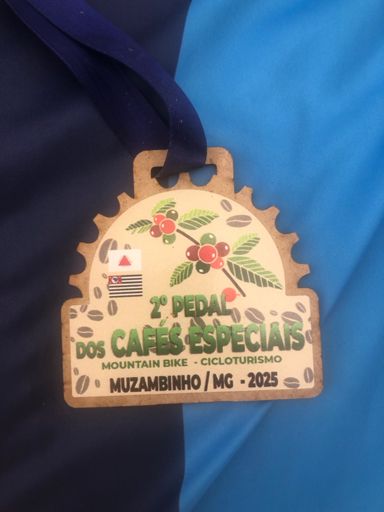 2º PEDAL
DOS CAFÉS ESPECIAIS
MOUNTAIN BIKE - CICLOTURISMO
MUZAMBINHO / MG - 2025